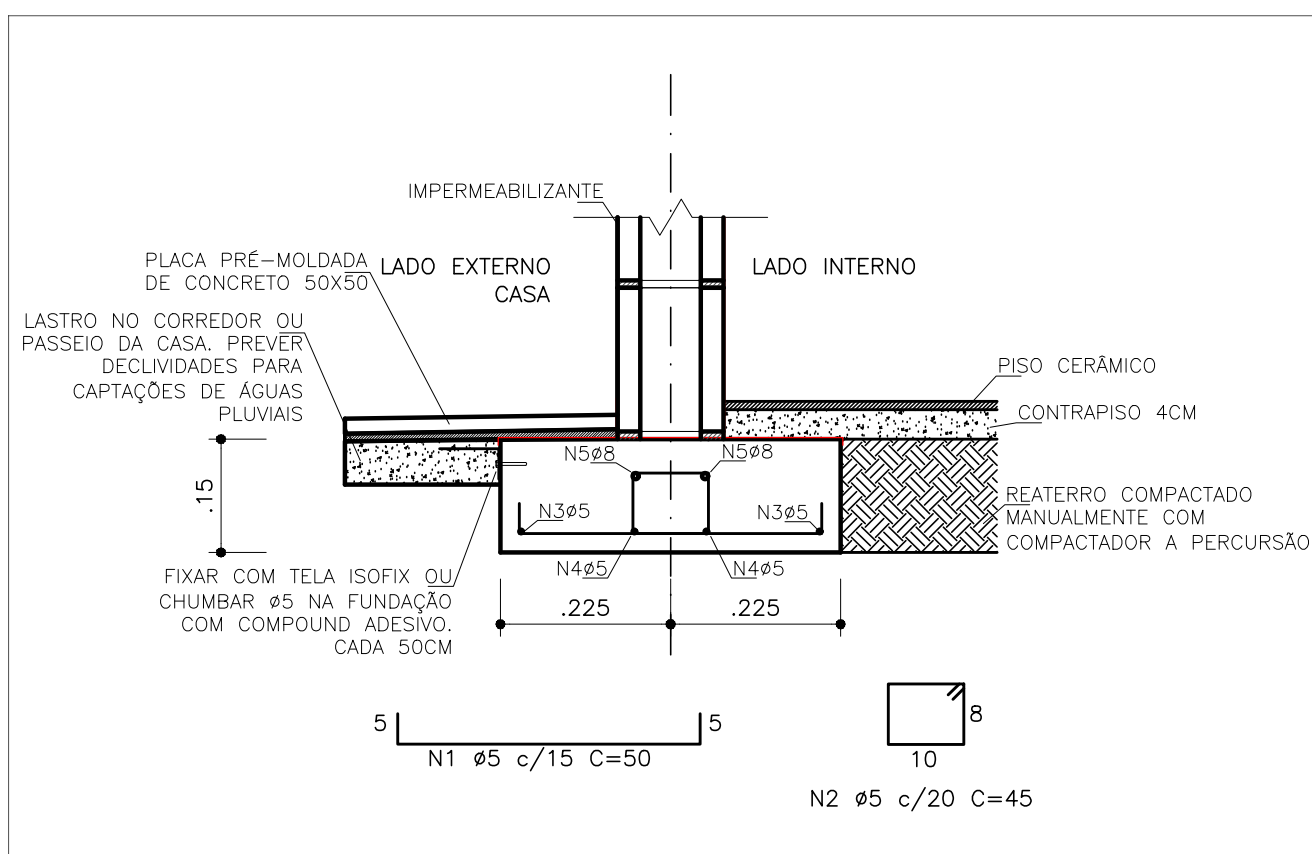 IMPERMEABILIZANTE
PLACA PRÉ-MOLDADA
DE CONCRETO 50X50
LADO EXTERNO
CASA
LADO INTERNO
LASTRO NO CORREDOR OU
PASSEIO DA CASA. PREVER
DECLIVIDADES PARA
CAPTAÇÕES DE ÁGUAS
PLUVIAIS
PISO CERÂMICO
CONTRAPISO 4CM
.15
N5ø8
N5ø8
N3ø5
N3ø5
N4ø5
N4ø5
REATERRO COMPACTADO
MANUALMENTE COM
COMPACTADOR A PERCURSÃO
FIXAR COM TELA ISOFIX OU
CHUMBAR ø5 NA FUNDAÇÃO
COM COMPOUND ADESIVO.
CADA 50CM
.225
.225
5
5
N1 ø5 c/15 C=50
8
10
N2 ø5 c/20 C=45